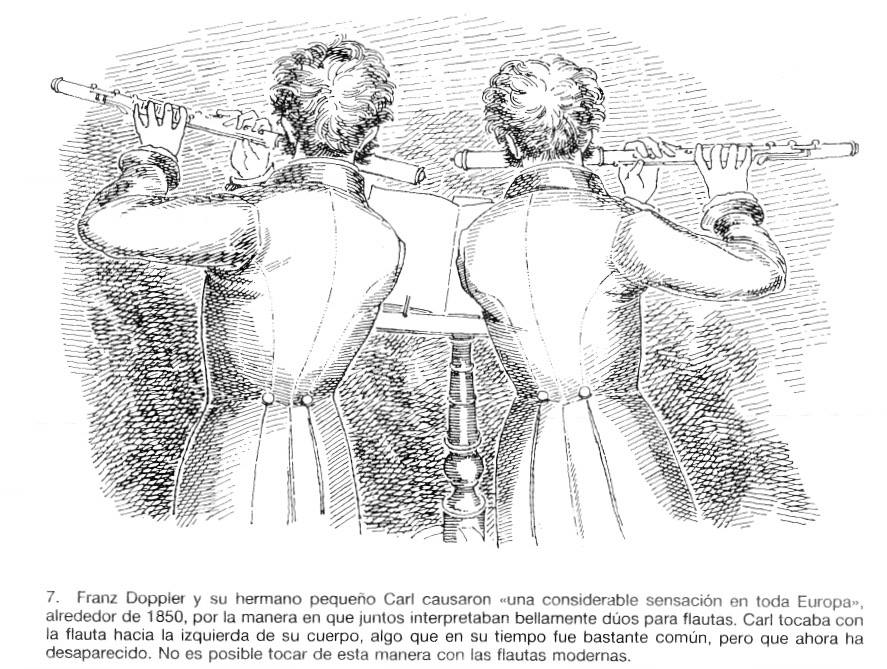 7. Franz Doppler y su hermano pequeño Carl causaron «una considerable sensación en toda Europa»,
alrededor de 1850, por la manera en que juntos interpretaban bellamente dúos para flautas. Carl tocaba con
la flauta hacia la izquierda de su cuerpo, algo que en su tiempo fue bastante común, pero que ahora ha
desaparecido. No es posible tocar de esta manera con las flautas modernas.